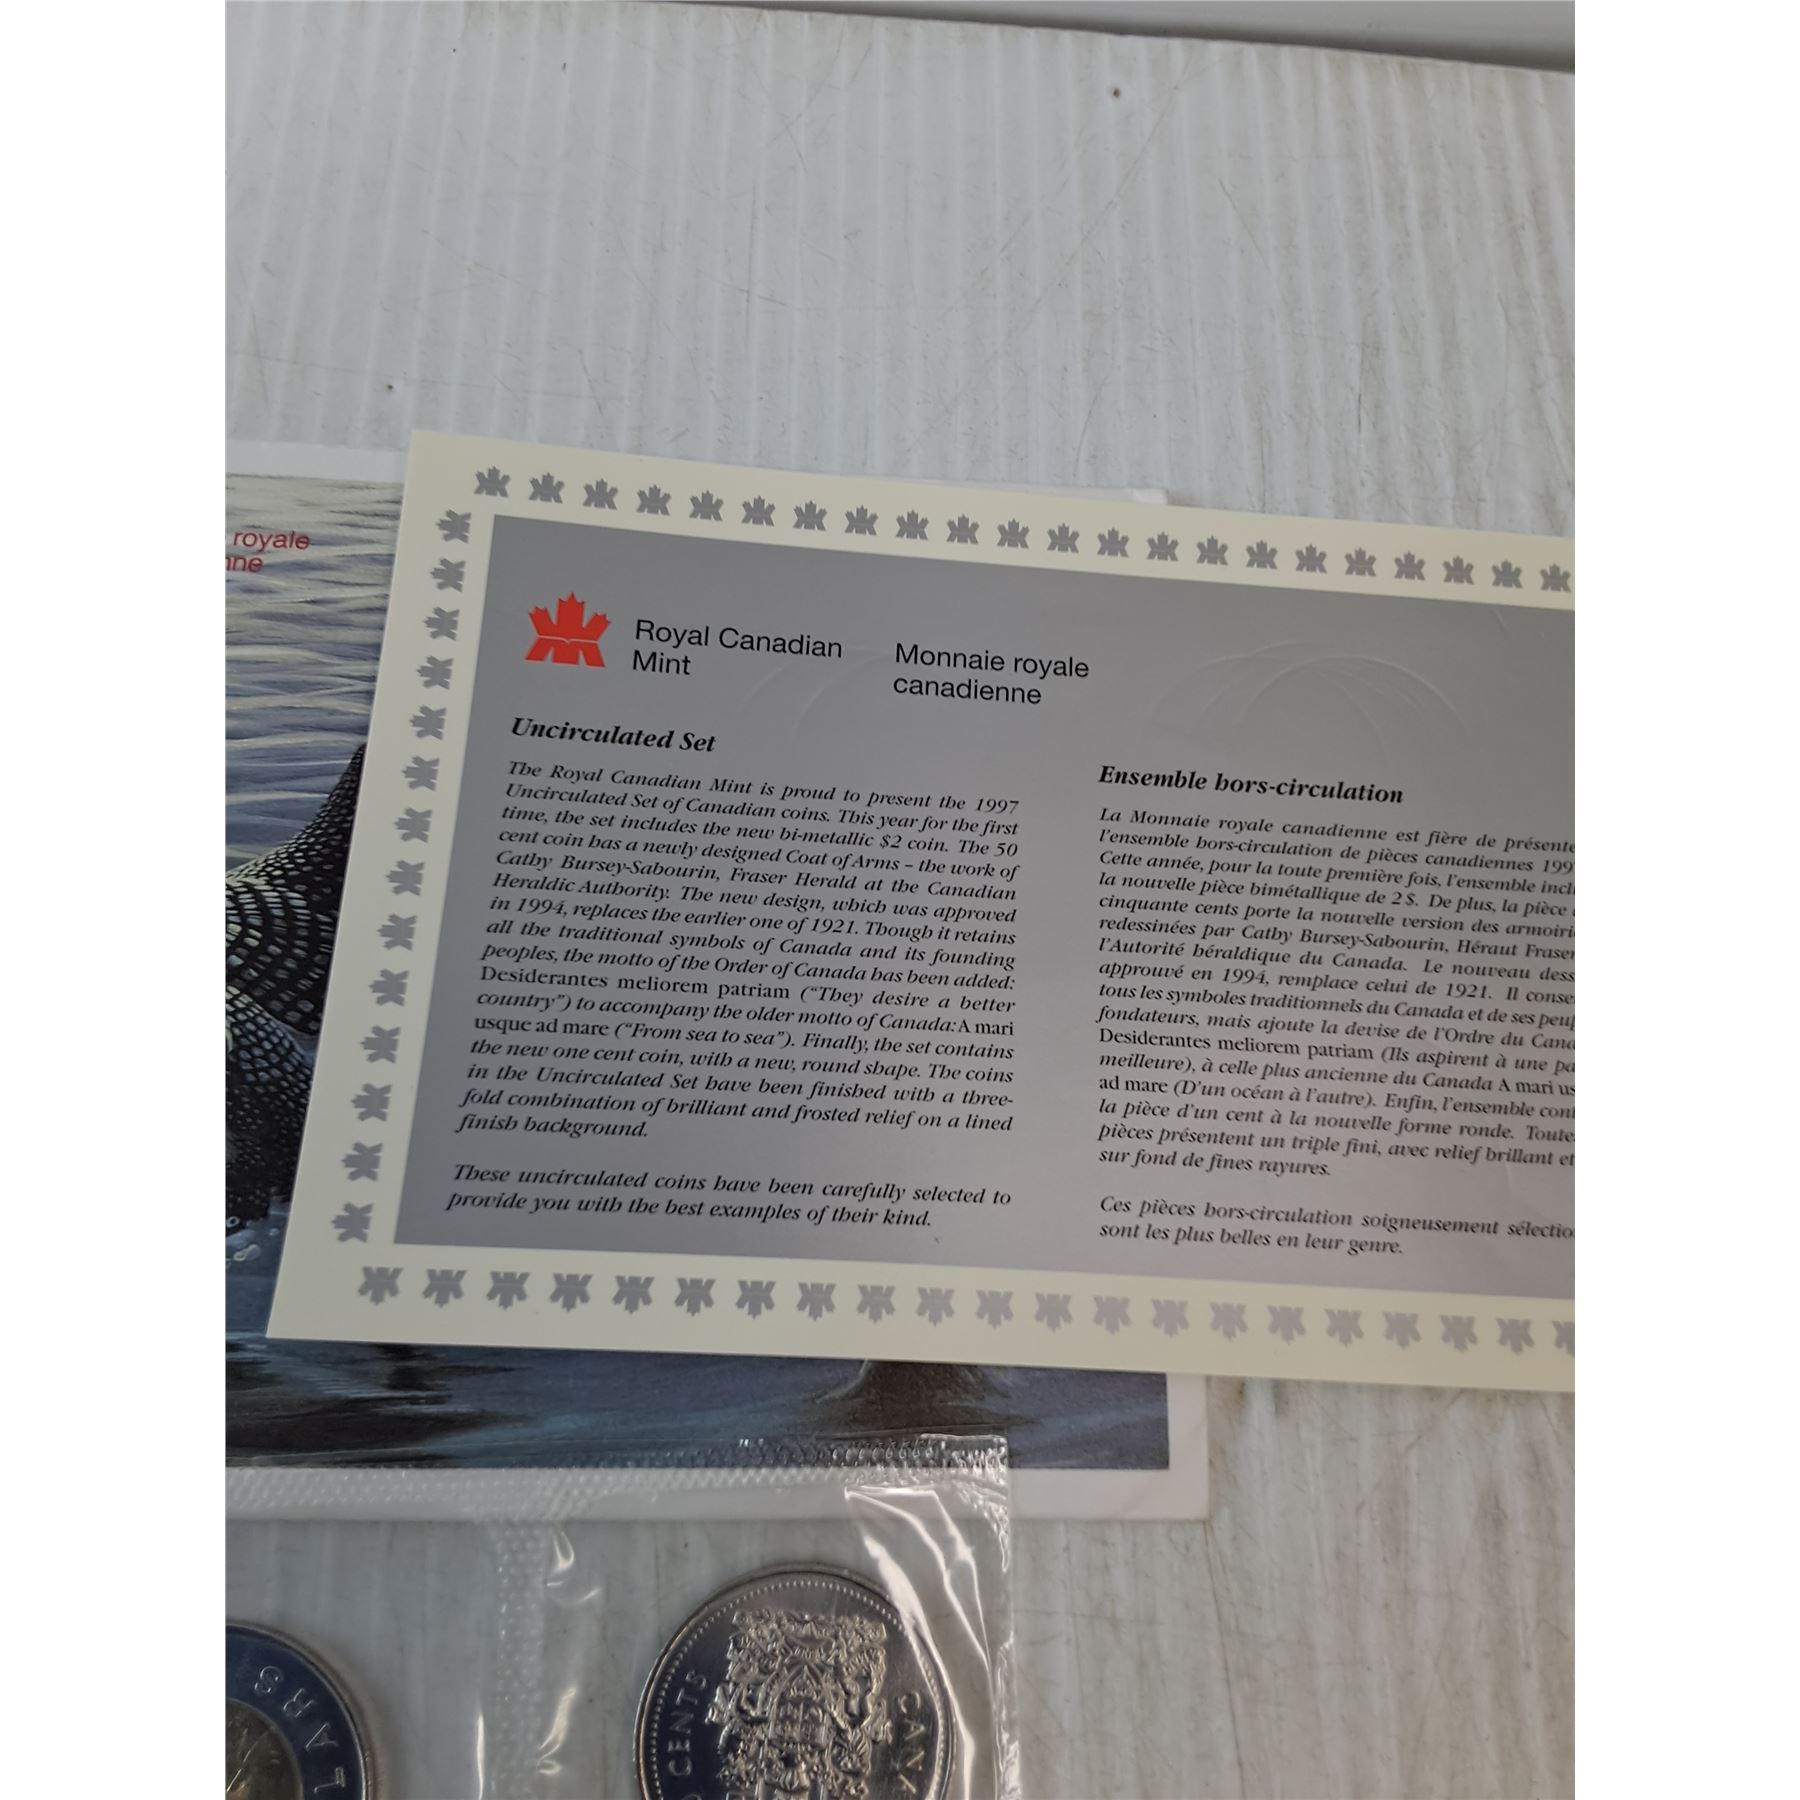 royale
Royal Canadian
Mint
Monnaie royale
canadienne
Uncirculated Set
The Royal Canadian Mint is proud to present the 1997
Uncirculated Set of Canadian coins. This year for the first
time, the set includes the new bi-metallic $2 coin. The 50
cent coin has a newly designed Coat of Arms – the work of
Cathy Bursey-Sabourin, Fraser Herald at the Canadian
Heraldic Authority. The new design, which was approved
in 1994, replaces the earlier one of 1921. Though it retains
all the traditional symbols of Canada and its founding
peoples, the motto of the Order of Canada has been added:
Desiderantes meliorem patriam (“They desire a better
country”) to accompany the older motto of Canada: A mari
usque ad mare (“From sea to sea”). Finally, the set contains
the new one cent coin, with a new, round shape. The coins
in the Uncirculated Set have been finished with a three-
fold combination of brilliant and frosted relief on a lined
finish background.
These uncirculated coins have been carefully selected to
provide you with the best examples of their kind.
Ensemble hors-circulation
La Monnaie royale canadienne est fière de présente
l'ensemble hors-circulation de pièces canadiennes 199
Cette année, pour la toute première fois, l'ensemble incl
la nouvelle pièce bimétallique de 2 $. De plus, la pièce
cinquante cents porte la nouvelle version des armoiri
redessinées par Cathy Bursey-Sabourin, Héraut Fraser
l'Autorité héraldique du Canada. Le nouveau dess
approuvé en 1994, remplace celui de 1921. Il conse
tous les symboles traditionnels du Canada et de ses peup
fondateurs, mais ajoute la devise de l'Ordre du Cana
Desiderantes meliorem patriam (Ils aspirent à une pa
meilleure), à celle plus ancienne du Canada A mari us
ad mare (D'un océan à l'autre). Enfin, l'ensemble cont
la pièce d'un cent à la nouvelle forme ronde. Toute
pièces présentent un triple fini, avec relief brillant et
sur fond de fines rayures.
Ces pièces hors-circulation soigneusement sélectio
sont les plus belles en leur genre.
LARS
CENTS
CANA